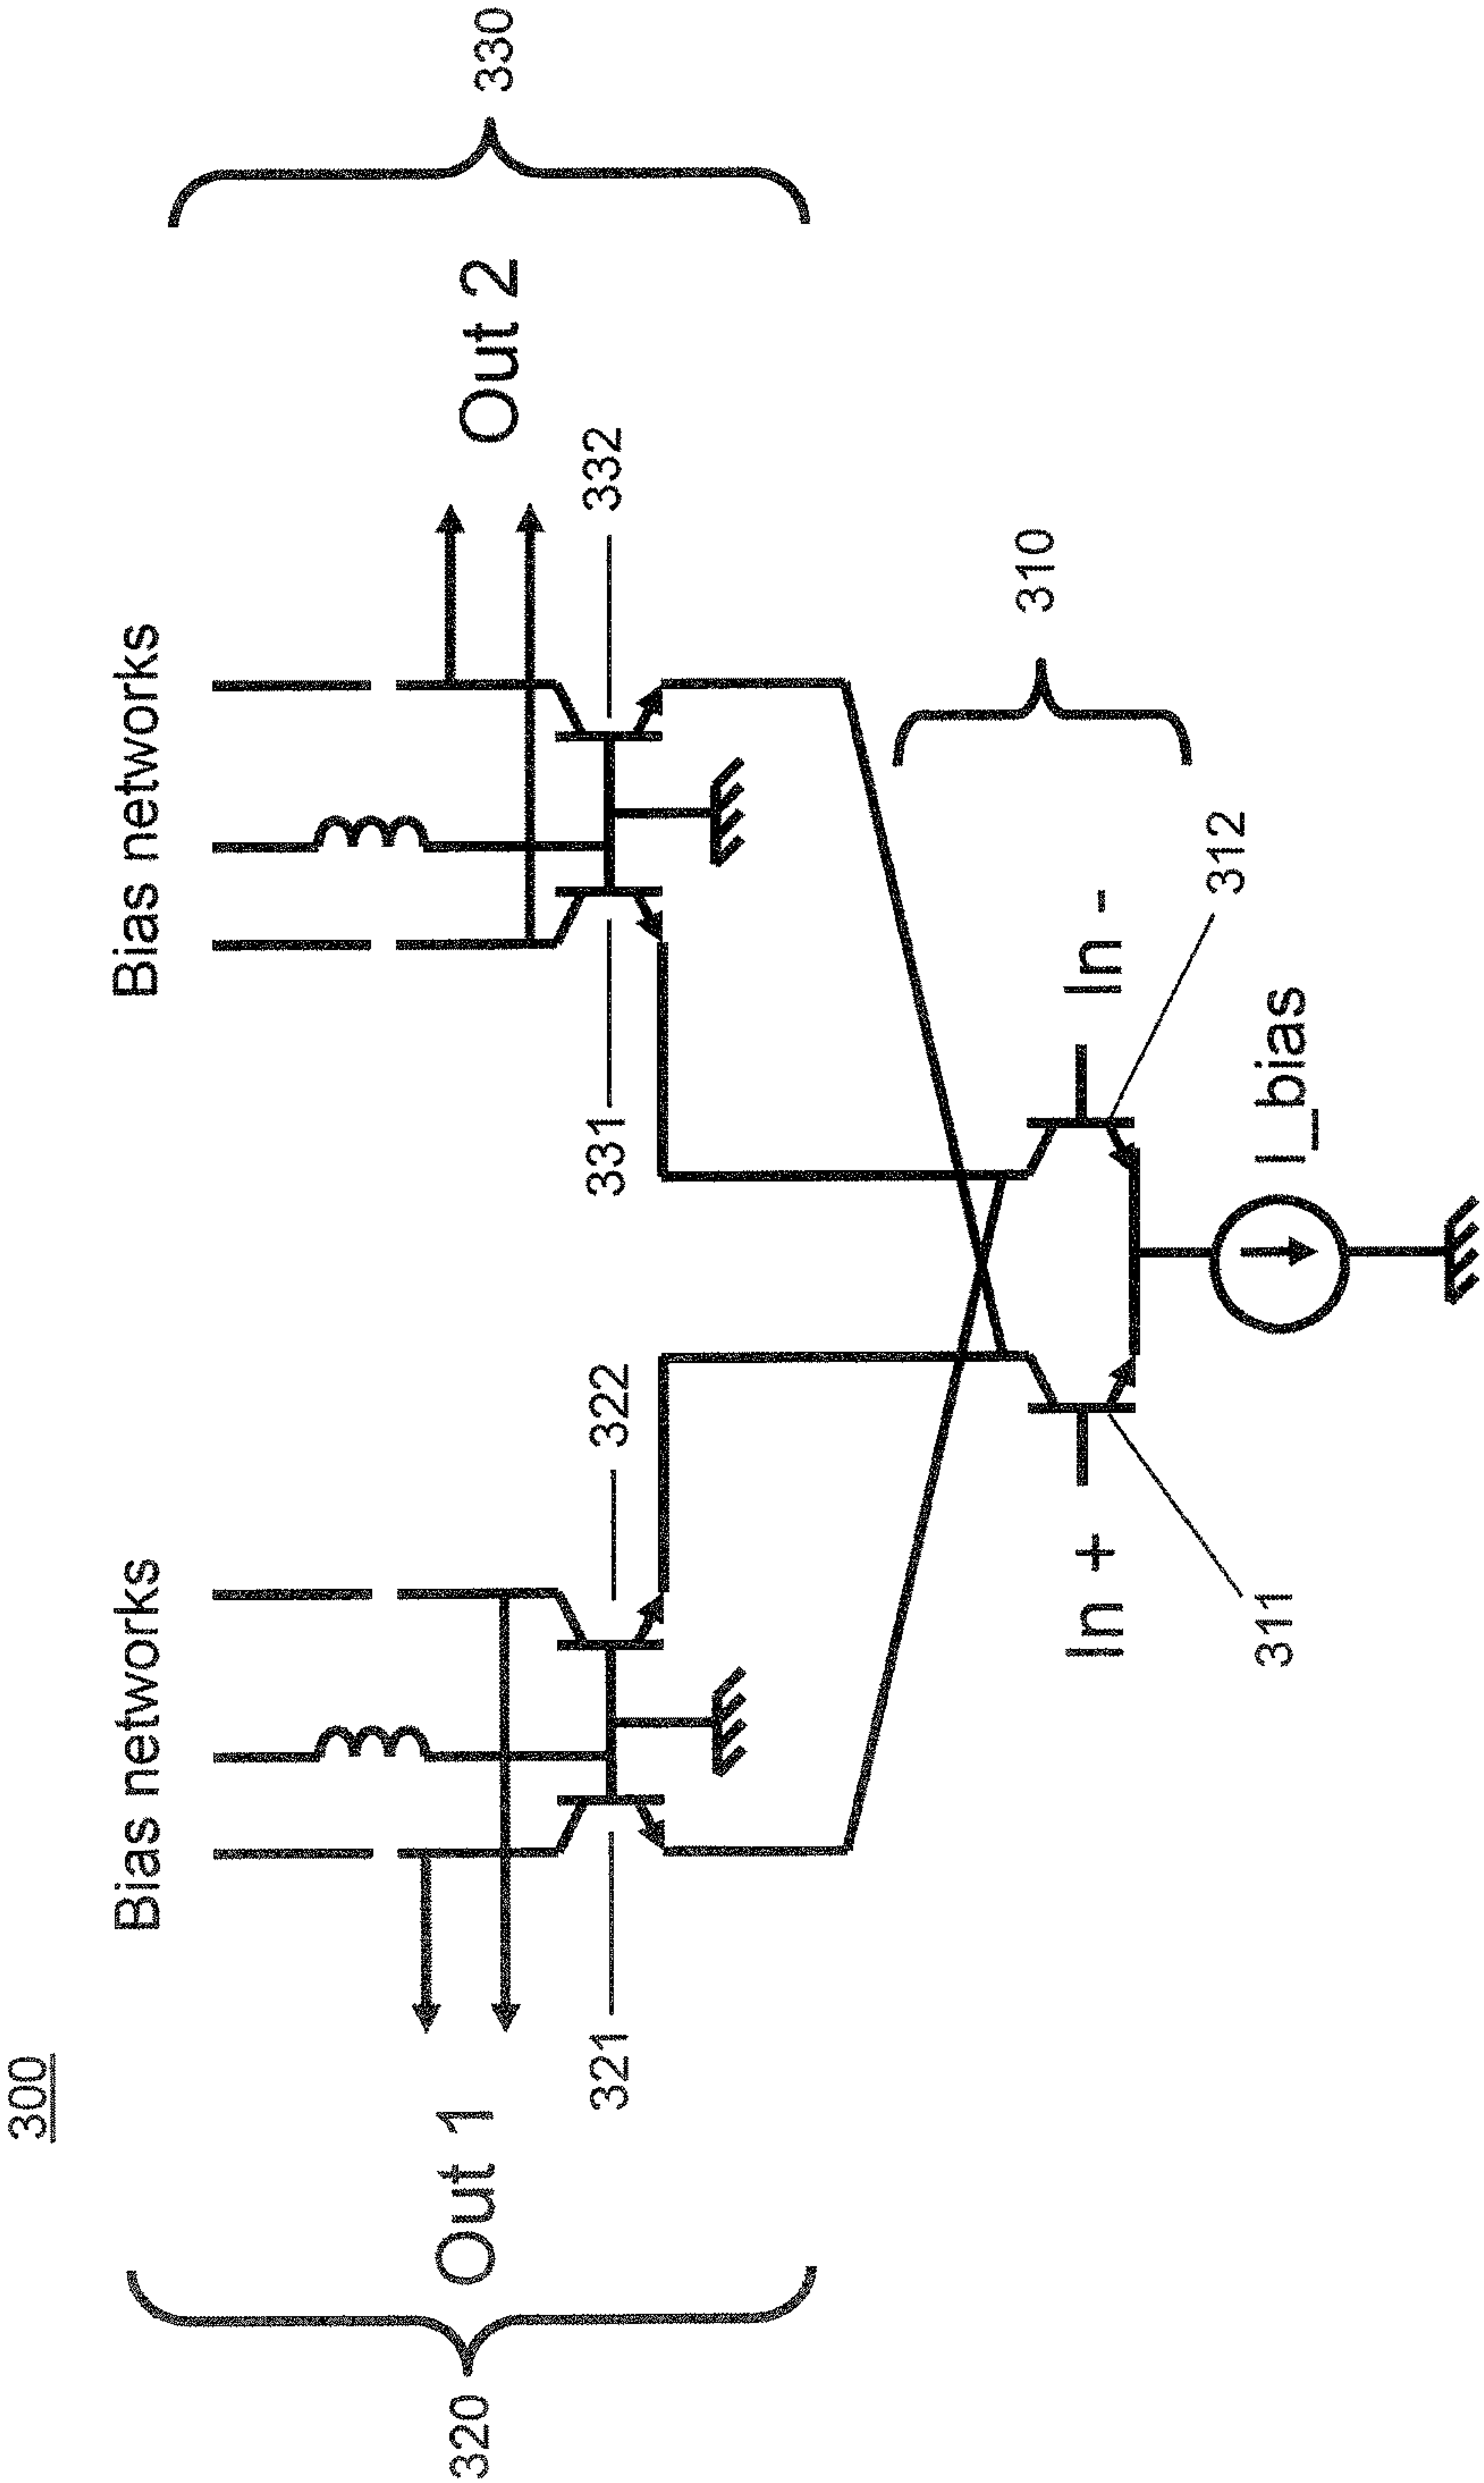 300
Bias networks
Bias networks
Out 1
Out 2
320
330
321
322
331
332
310
In +
In -
311
312
I_bias